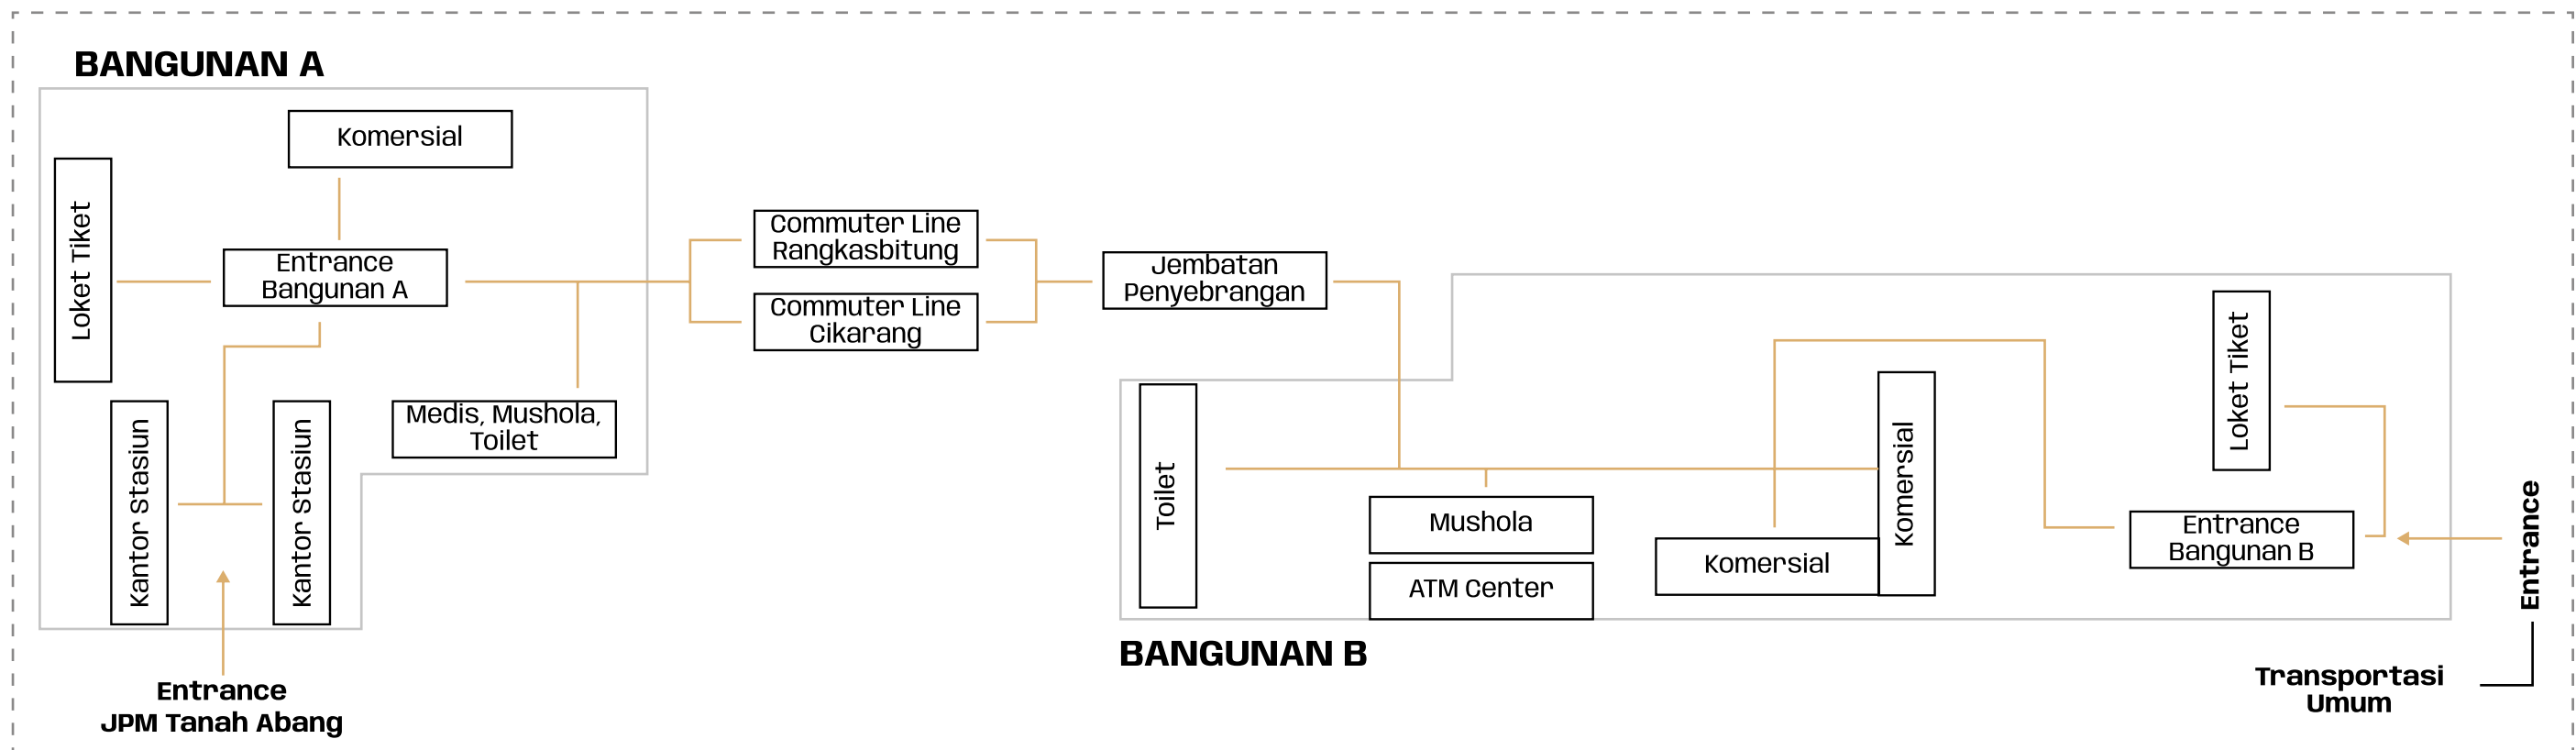 BANGUNAN A
Komersial
Loket Tiket
Entrance
Bangunan A
Kantor Stasiun
Kantor Stasiun
Medis, Mushola,
Toilet
Entrance
JPM Tanah Abang
Commuter Line
Rangkasbitung
Commuter Line
Cikarang
Jembatan
Penyebrangan
Toilet
Mushola
ATM Center
Komersial
Komersial
Loket Tiket
Entrance
Bangunan B
BANGUNAN B
Entrance
Transportasi
Umum